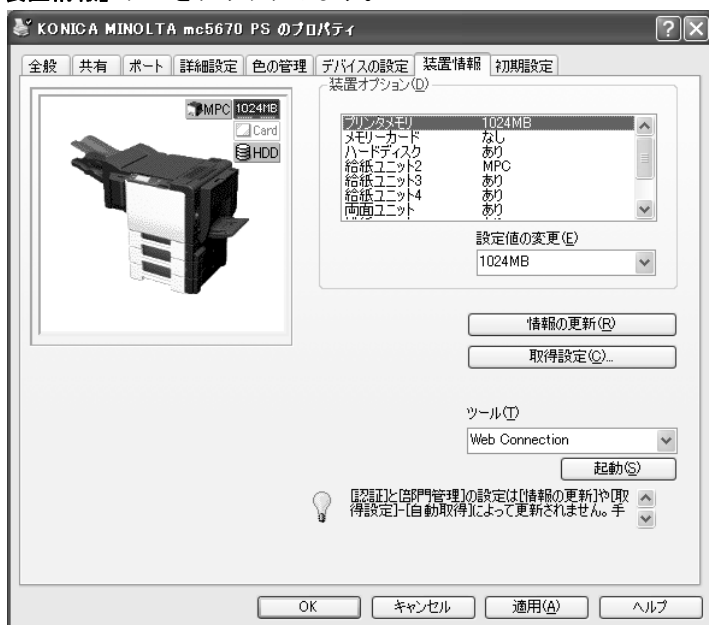 KONICA MINOLTA mc5670 PS のプロパティ
全般 共有 ポート 詳細設定 色の管理 デバイスの設定 装置情報 初期設定
装置オプション(D)
MPC 1024MB
Card
HDD
プリンタメモリ 1024MB
メモリーカード なし
ハードディスク あり
給紙ユニット2 MPC
給紙ユニット3 あり
給紙ユニット4 あり
両面ユニット あり
設定値の変更(E)
1024MB
情報の更新(R)
取得設定(C)...
ツール(T)
Web Connection
起動(S)
[認証]と[部門管理]の設定は[情報の更新]や[取
得設定]-[自動取得]によって更新されません。手
OK キャンセル 適用(A) ヘルプ